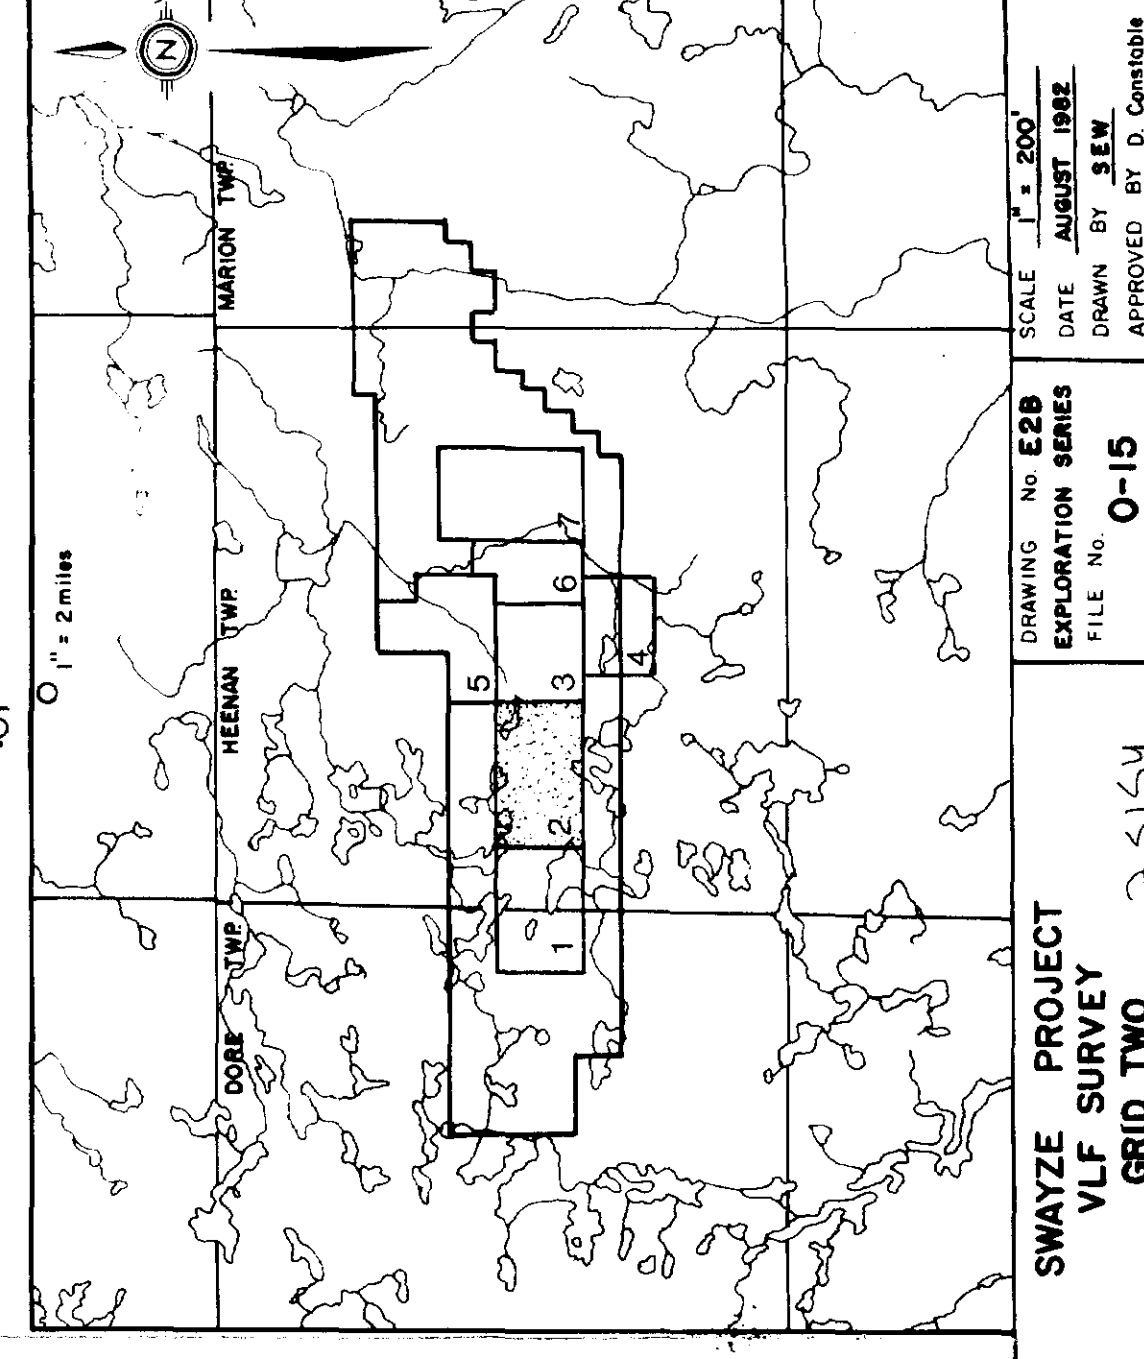 1" = 2 miles
N
DORE TWP.
HEENAN TWP.
MARION TWP.
1
2
3
4
5
6
7
SWAYZE PROJECT
VLF SURVEY
GRID TWO
DRAWING No. E2B
EXPLORATION SERIES
FILE No.
O-15
SCALE 1" = 200'
DATE AUGUST 1982
DRAWN BY SEW
APPROVED BY D. Constable